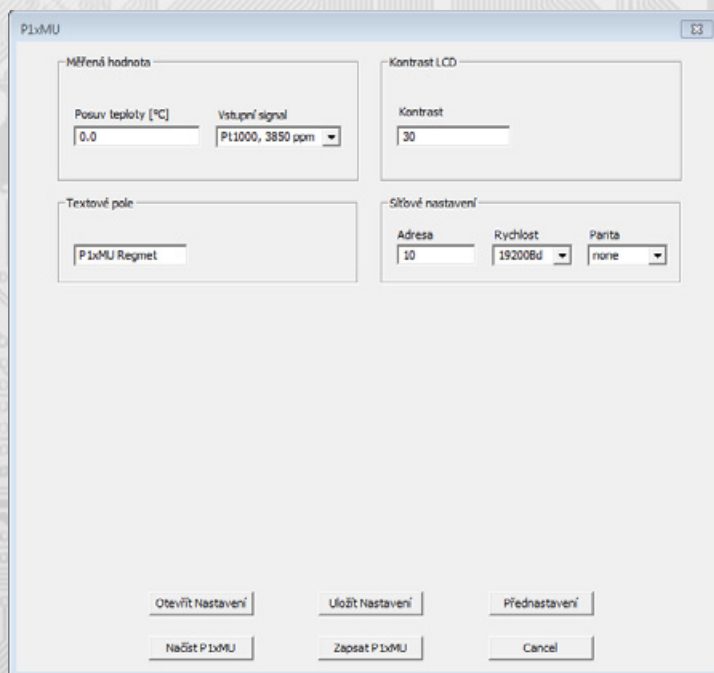 P1xMU
Měřená hodnota
Posuv teploty [°C]
Vstupní signal
0.0
Pt1000, 3850 ppm
Kontrast LCD
Kontrast
30
Textové pole
P1xMU Regmet
Síťové nastavení
Adresa
Rychlost
Parita
10
19200Bd
none
Otevřít Nastavení
Uložit Nastavení
Přednastavení
Načíst P1xMU
Zapsat P1xMU
Cancel